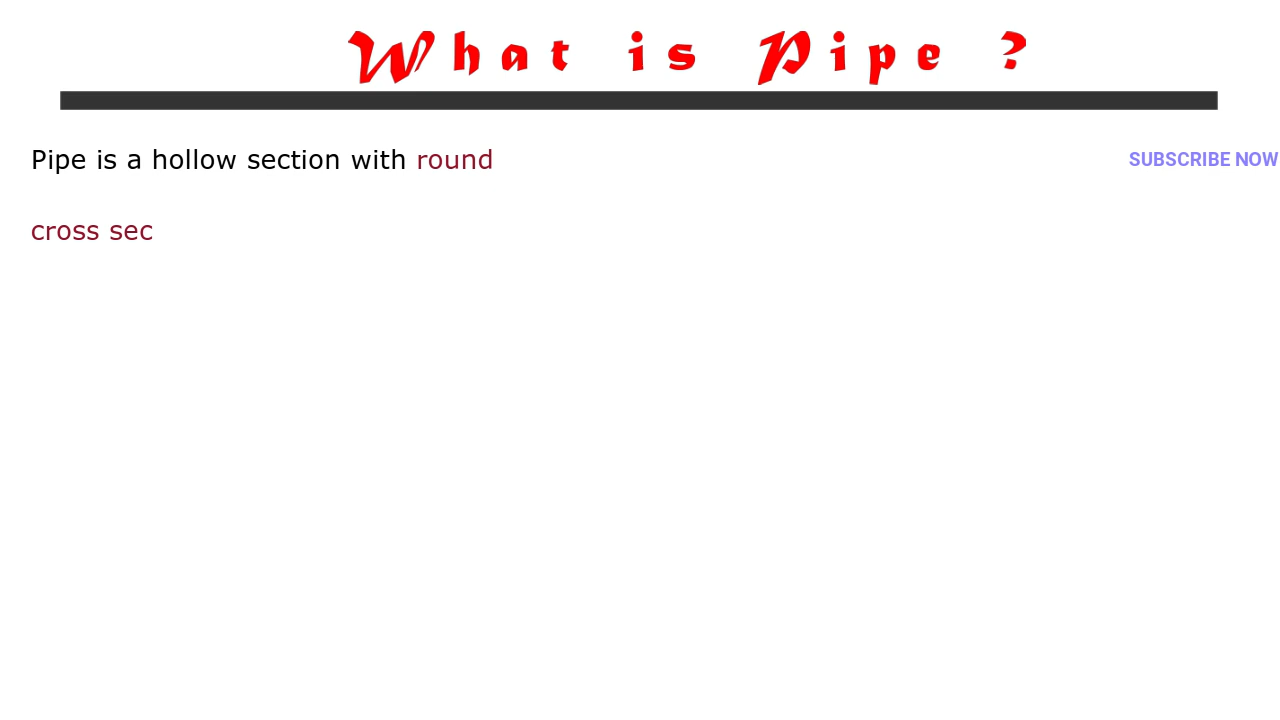 What is Pipe ?
Pipe is a hollow section with round
SUBSCRIBE NOW
cross sec